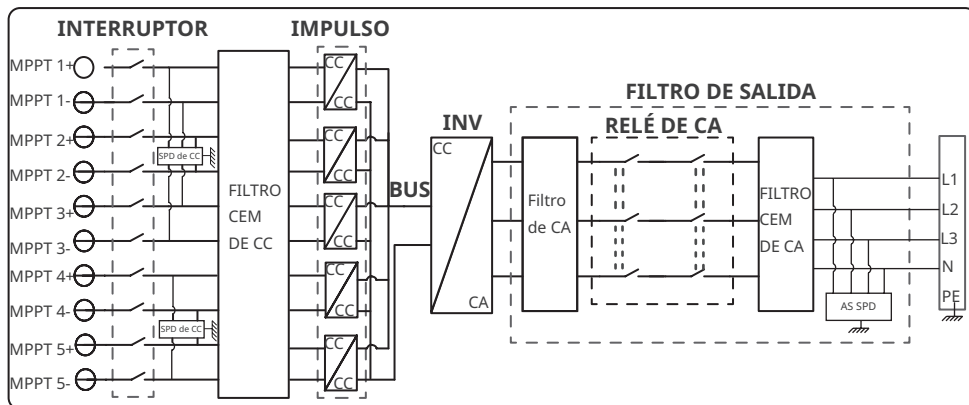 INTERRUPTOR
IMPULSO
MPPT 1+
MPPT 1-
MPPT 2+
MPPT 2-
MPPT 3+
MPPT 3-
MPPT 4+
MPPT 4-
MPPT 5+
MPPT 5-
SPD de CC
SPD de CC
FILTRO
CEM
DE CC
CC
CC
CC
CC
CC
CC
CC
CC
CC
CC
BUS
INV
CC
CA
FILTRO DE SALIDA
RELÉ DE CA
Filtro
de CA
FILTRO
CEM
DE CA
AS SPD
L1
L2
L3
N
PE